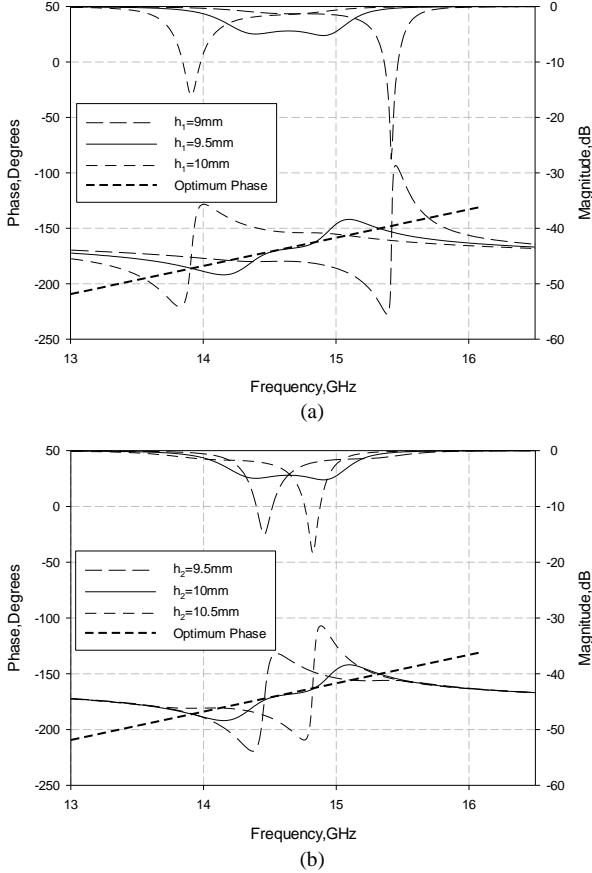 50
0
-50
-100
-150
-200
-250
Phase,Degrees
0
-10
-20
-30
-40
-50
-60
Magnitude,dB
h₁=9mm
h₁=9.5mm
h₁=10mm
Optimum Phase
13 14 15 16
Frequency,GHz
(a)
50
0
-50
-100
-150
-200
-250
Phase,Degrees
0
-10
-20
-30
-40
-50
-60
Magnitude,dB
h₂=9.5mm
h₂=10mm
h₂=10.5mm
Optimum Phase
13 14 15 16
Frequency,GHz
(b)